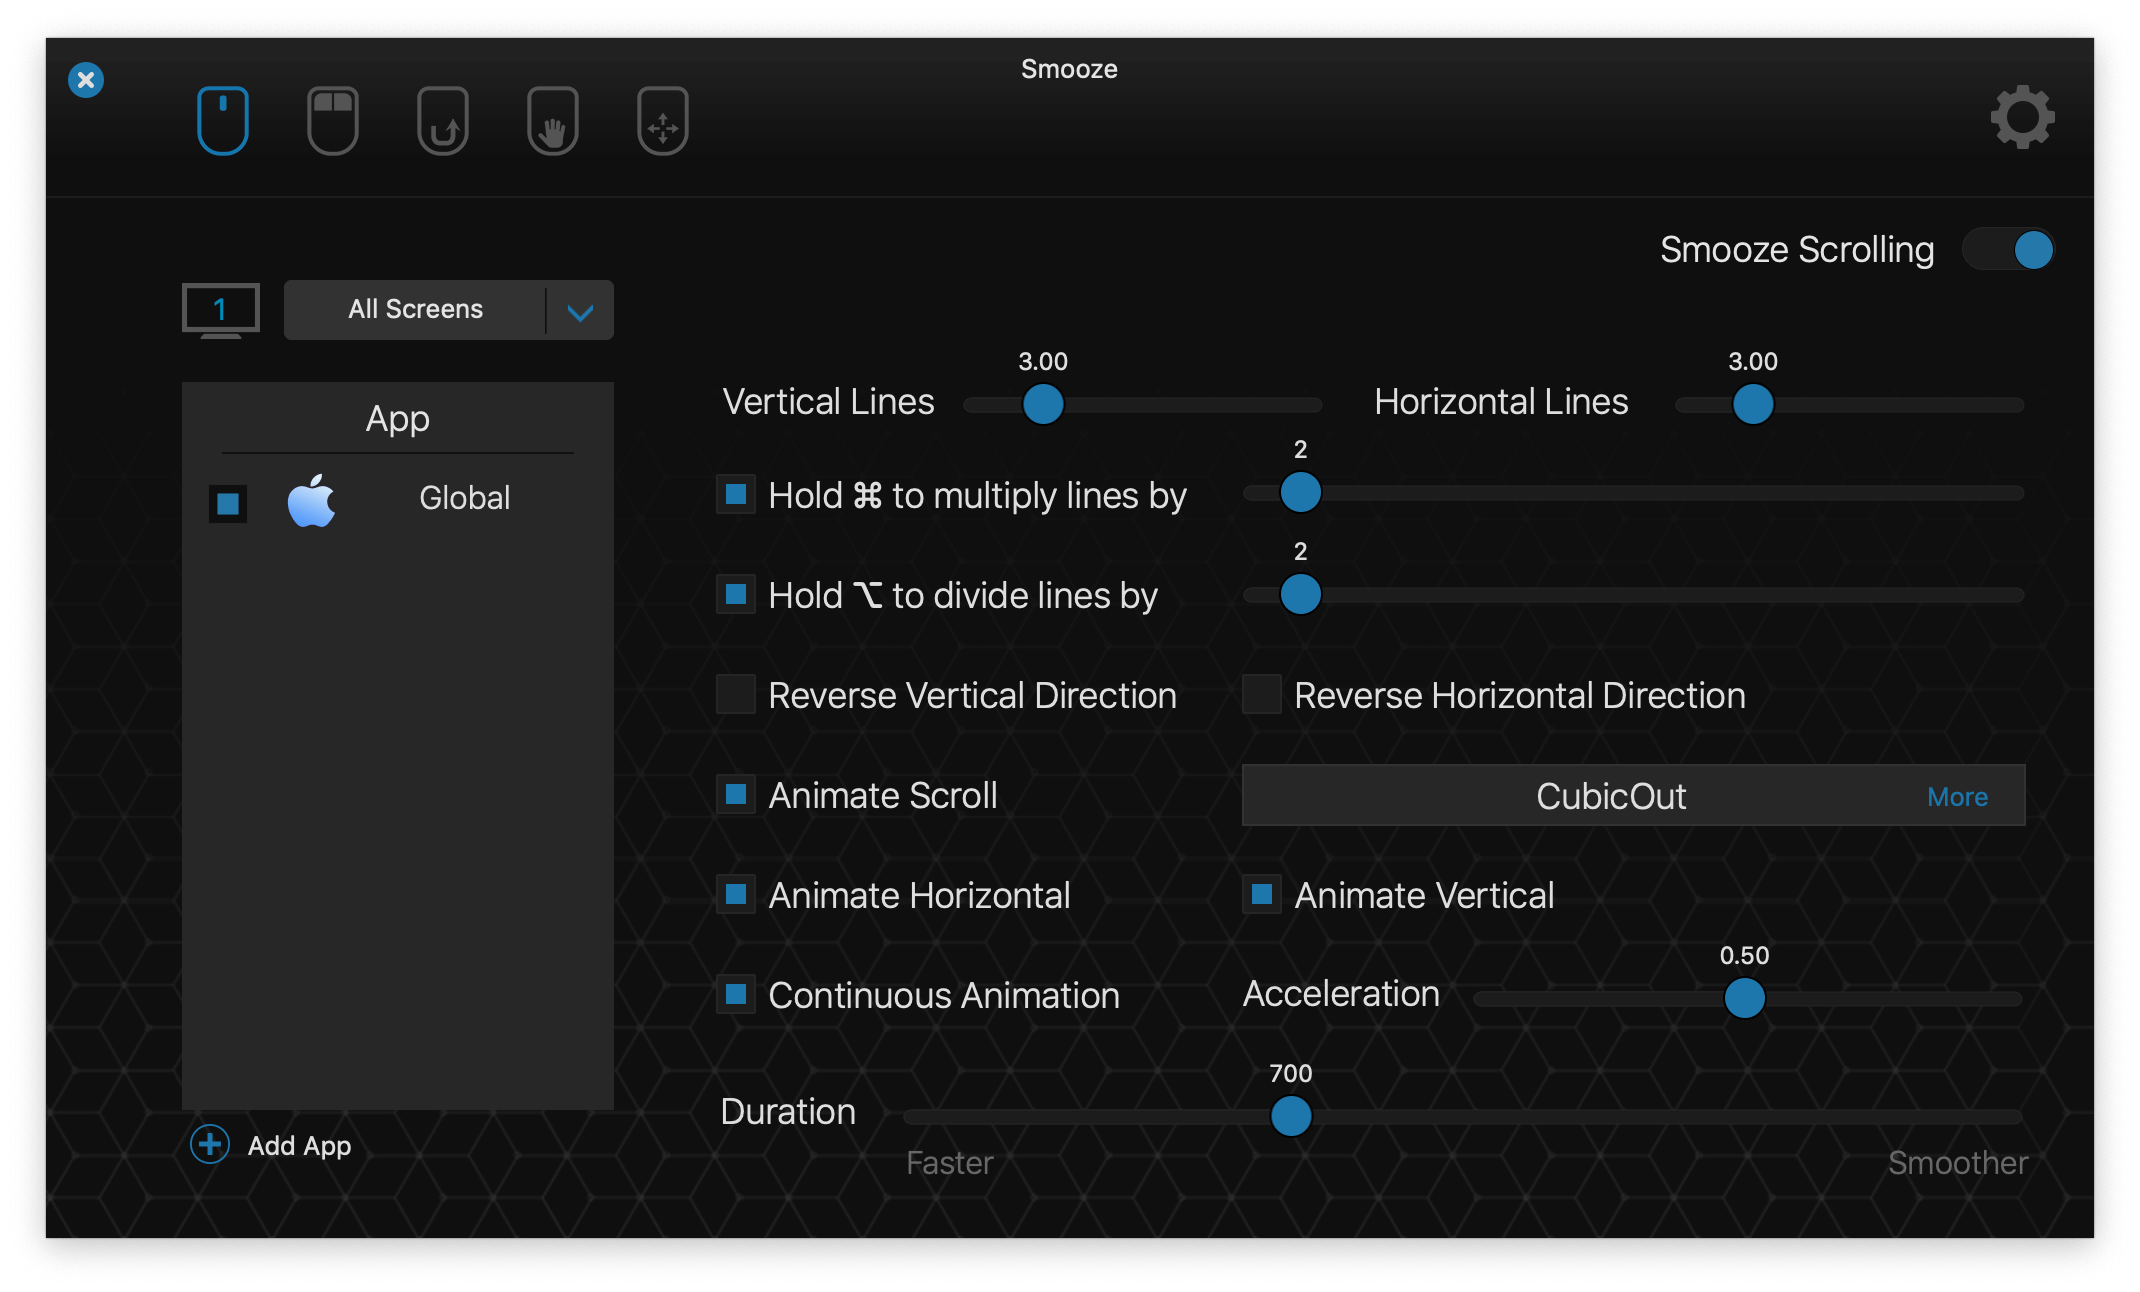 Smooze
Smooze Scrolling
1
All Screens
App
Global
Add App
3.00
Vertical Lines
3.00
Horizontal Lines
2
Hold ⌘ to multiply lines by
2
Hold ⌥ to divide lines by
Reverse Vertical Direction
Reverse Horizontal Direction
Animate Scroll
CubicOut
More
Animate Horizontal
Animate Vertical
0.50
Continuous Animation
Acceleration
700
Duration
Faster
Smoother